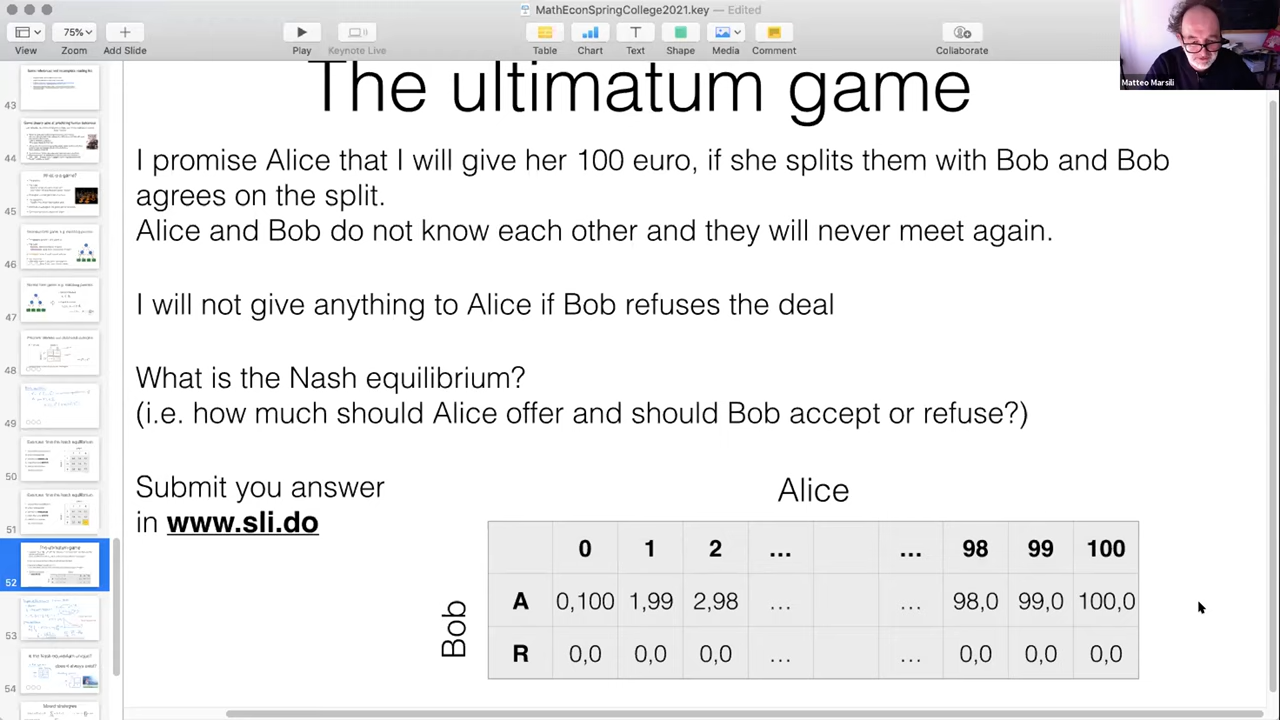 MathEconSpringCollege2021.key — Edited
75%
View
Zoom
Add Slide
Play
Keynote Live
Table
Chart
Text
Shape
Media
Comment
Collaborate
Matteo Marsili
43
44
45
46
47
48
49
50
51
52
53
54
What is a game?
The ultimatum game
promise Alice that I will give her 100 euro, if she splits them with Bob and Bob
agrees on the split.
Alice and Bob do not know each other and they will never meet again.
I will not give anything to Alice if Bob refuses the deal
What is the Nash equilibrium?
(i.e. how much should Alice offer and should Bob accept or refuse?)
Submit you answer
in www.sli.do
Alice
Bob
0 1 2 … 98 99 100
A 0,100 1,99 2,98 … … 98,0 99,0 100,0
R 0,0 0,0 0,0 … … 0,0 0,0 0,0